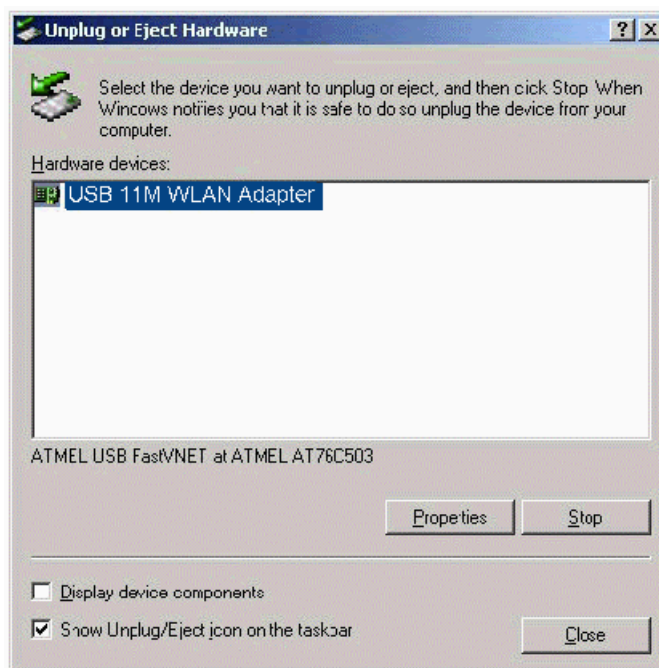 Unplug or Eject Hardware
Select the device you want to unplug or eject, and then click Stop. When
Windows notifies you that it is safe to do so unplug the device from your
computer.
Hardware devices:
USB 11M WLAN Adapter
ATMEL USB FastVNET at ATMEL AT76C503
Properties
Stop
Display device components
Show Unplug/Eject icon on the taskbar
Close